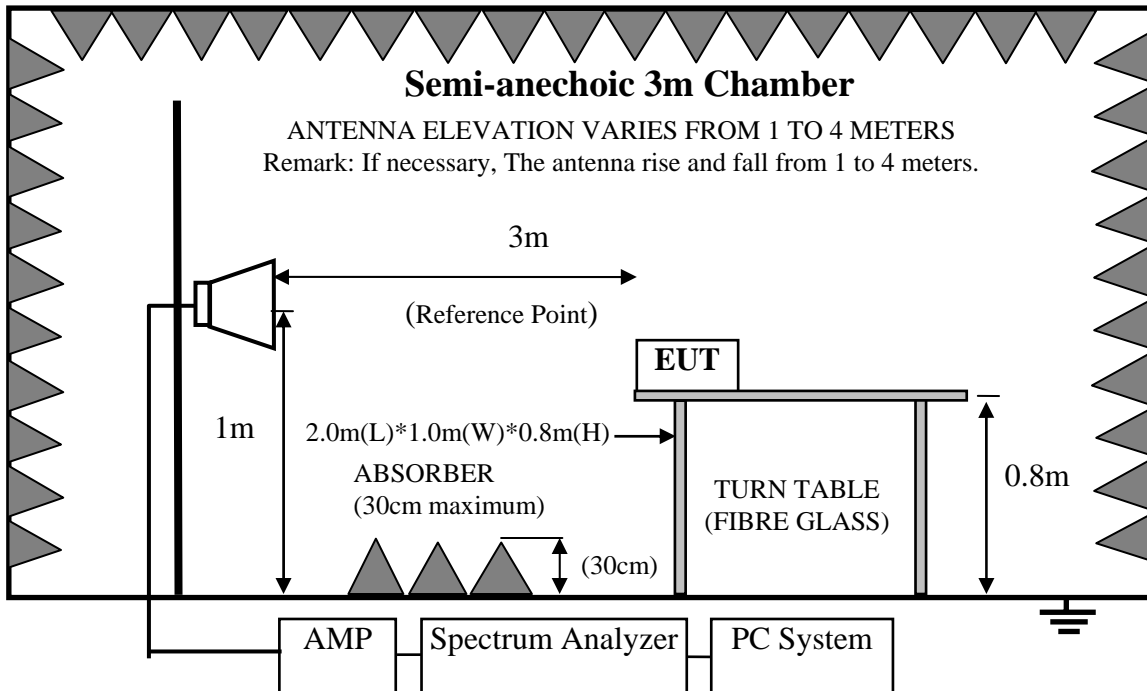 Semi-anechoic 3m Chamber
ANTENNA ELEVATION VARIES FROM 1 TO 4 METERS
Remark: If necessary, The antenna rise and fall from 1 to 4 meters.
3m
(Reference Point)
EUT
1m
2.0m(L)*1.0m(W)*0.8m(H)
ABSORBER
(30cm maximum)
TURN TABLE
(FIBRE GLASS)
0.8m
(30cm)
AMP
Spectrum Analyzer
PC System